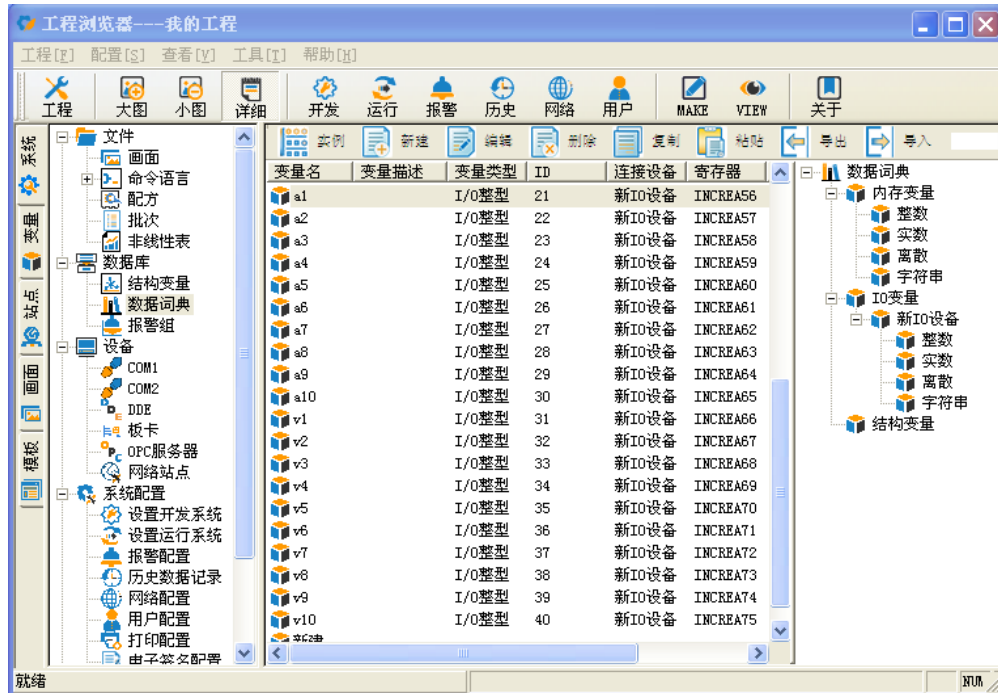 工程浏览器---我的工程
工程[F] 配置[S] 查看[V] 工具[T] 帮助[H]
工程 大图 小图 详细 开发 运行 报警 历史 网络 用户 MAKE VIEW 关于
系统
变量
站点
画面
模板
文件
画面
命令语言
配方
批次
非线性表
数据库
结构变量
数据词典
报警组
设备
COM1
COM2
DDE
板卡
OPC服务器
网络站点
系统配置
设置开发系统
设置运行系统
报警配置
历史数据记录
网络配置
用户配置
打印配置
电子签名配置
实例 新建 编辑 删除 复制 粘贴 导出 导入
变量名 变量描述 变量类型 ID 连接设备 寄存器
a1 I/O整型 21 新IO设备 INCREA56
a2 I/O整型 22 新IO设备 INCREA57
a3 I/O整型 23 新IO设备 INCREA58
a4 I/O整型 24 新IO设备 INCREA59
a5 I/O整型 25 新IO设备 INCREA60
a6 I/O整型 26 新IO设备 INCREA61
a7 I/O整型 27 新IO设备 INCREA62
a8 I/O整型 28 新IO设备 INCREA63
a9 I/O整型 29 新IO设备 INCREA64
a10 I/O整型 30 新IO设备 INCREA65
v1 I/O整型 31 新IO设备 INCREA66
v2 I/O整型 32 新IO设备 INCREA67
v3 I/O整型 33 新IO设备 INCREA68
v4 I/O整型 34 新IO设备 INCREA69
v5 I/O整型 35 新IO设备 INCREA70
v6 I/O整型 36 新IO设备 INCREA71
v7 I/O整型 37 新IO设备 INCREA72
v8 I/O整型 38 新IO设备 INCREA73
v9 I/O整型 39 新IO设备 INCREA74
v10 I/O整型 40 新IO设备 INCREA75
新建
数据词典
内存变量
整数
实数
离散
字符串
IO变量
新IO设备
整数
实数
离散
字符串
结构变量
就绪
NUM